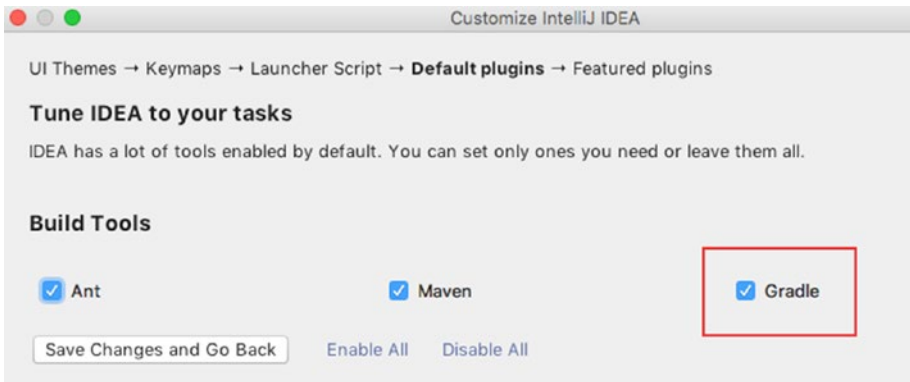 Customize IntelliJ IDEA
UI Themes → Keymaps → Launcher Script → Default plugins → Featured plugins
Tune IDEA to your tasks
IDEA has a lot of tools enabled by default. You can set only ones you need or leave them all.
Build Tools
Ant Maven Gradle
Save Changes and Go Back Enable All Disable All